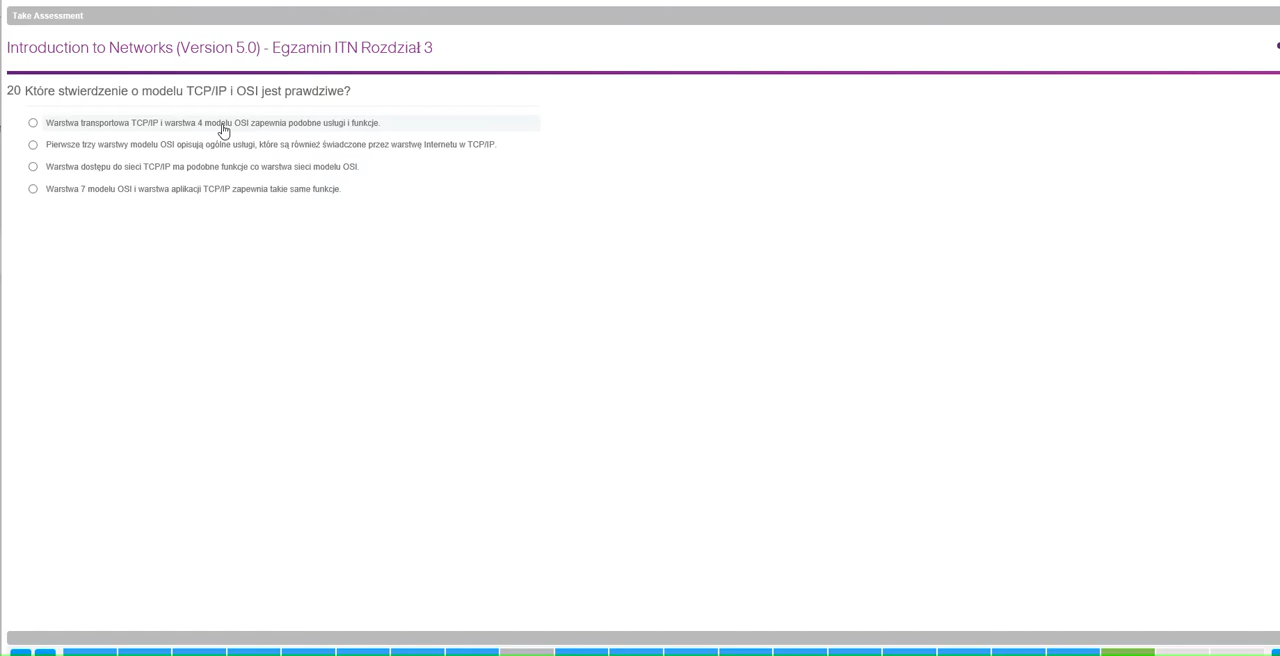 Take Assessment
Introduction to Networks (Version 5.0) - Egzamin ITN Rozdział 3
20 Które stwierdzenie o modelu TCP/IP i OSI jest prawdziwe?
Warstwa transportowa TCP/IP i warstwa 4 modelu OSI zapewnia podobne usługi i funkcje.
Pierwsze trzy warstwy modelu OSI opisują ogólne usługi, które są również świadczone przez warstwę Internetu w TCP/IP.
Warstwa dostępu do sieci TCP/IP ma podobne funkcje co warstwa sieci modelu OSI.
Warstwa 7 modelu OSI i warstwa aplikacji TCP/IP zapewnia takie same funkcje.